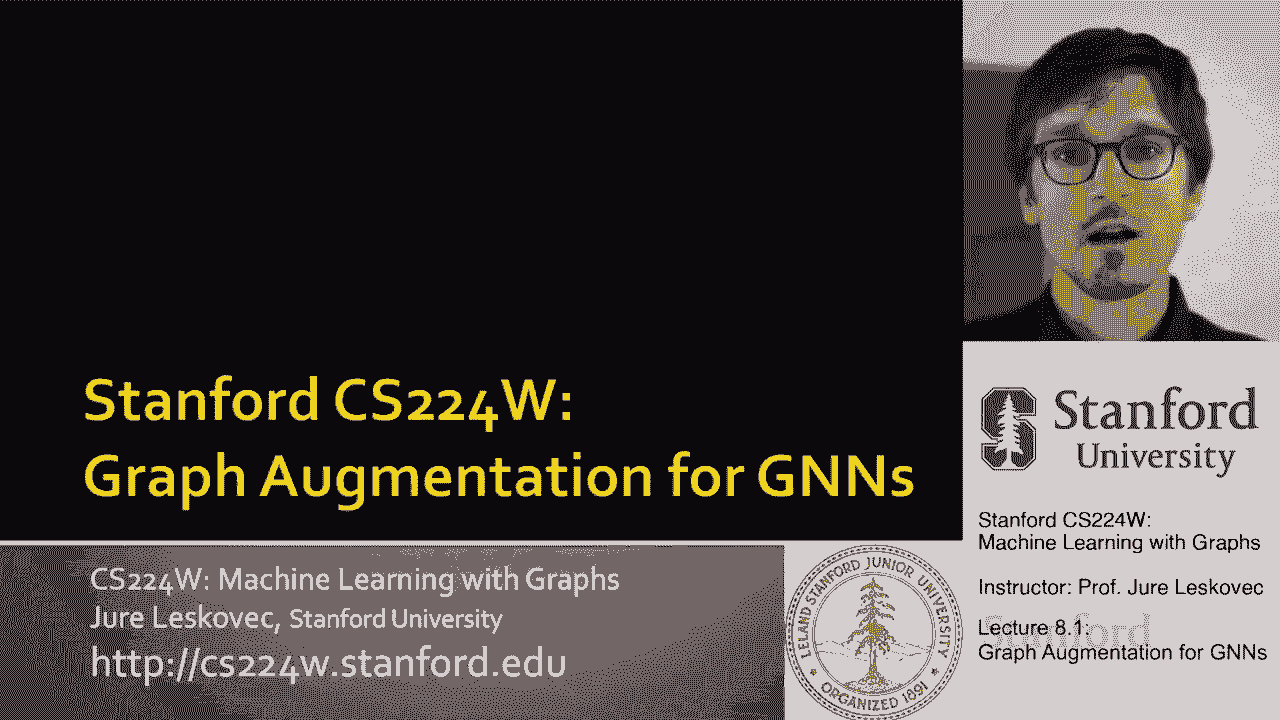 Stanford CS224W:
Graph Augmentation for GNNs
CS224W: Machine Learning with Graphs
Jure Leskovec, Stanford University
http://cs224w.stanford.edu
LELAND STANFORD JUNIOR UNIVERSITY
ORGANIZED 1891
Stanford
University
Stanford CS224W:
Machine Learning with Graphs
Instructor: Prof. Jure Leskovec
Stanford
Lecture 8.1:
Graph Augmentation for GNNs